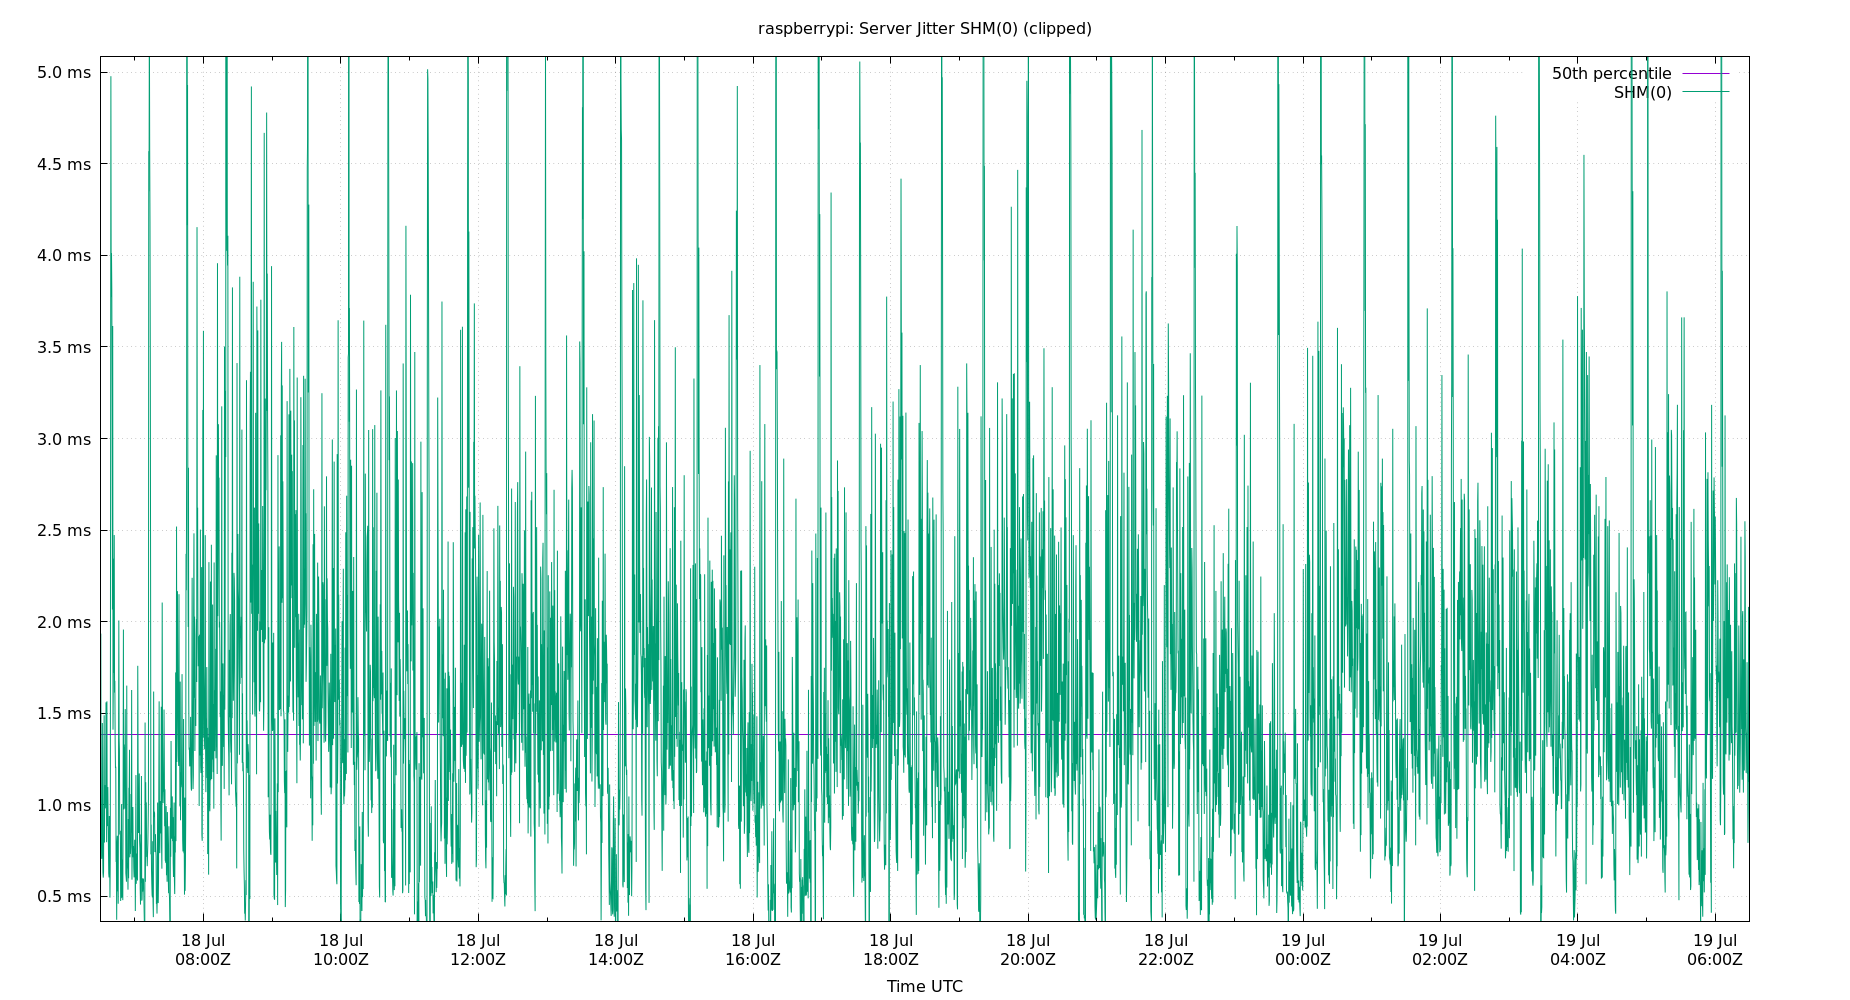 raspberrypi: Server Jitter SHM(0) (clipped)
5.0 ms
4.5 ms
4.0 ms
3.5 ms
3.0 ms
2.5 ms
2.0 ms
1.5 ms
1.0 ms
0.5 ms
50th percentile
SHM(0)
18 Jul 18 Jul 18 Jul 18 Jul 18 Jul 18 Jul 18 Jul 18 Jul 19 Jul 19 Jul 19 Jul 19 Jul
08:00Z 10:00Z 12:00Z 14:00Z 16:00Z 18:00Z 20:00Z 22:00Z 00:00Z 02:00Z 04:00Z 06:00Z
Time UTC